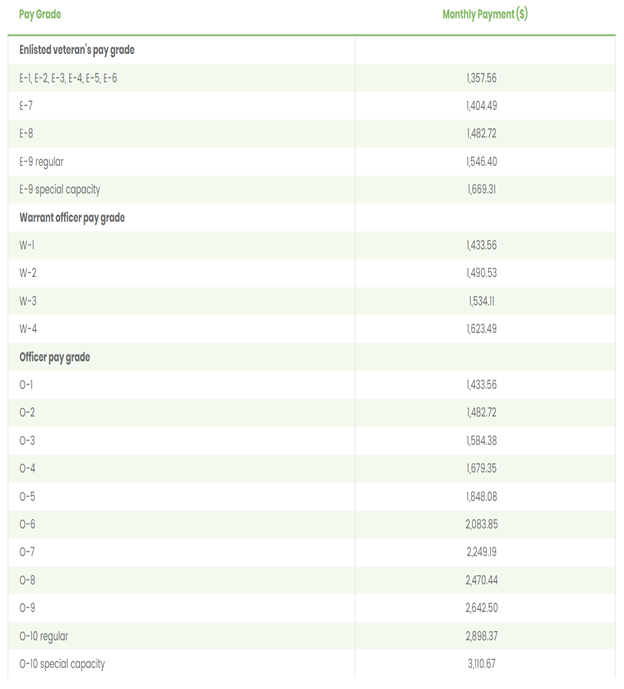 Pay Grade Monthly Payment ($)
Enlisted veteran's pay grade
E-1, E-2, E-3, E-4, E-5, E-6 1,357.56
E-7 1,404.49
E-8 1,482.72
E-9 regular 1,546.40
E-9 special capacity 1,669.31
Warrant officer pay grade
W-1 1,433.56
W-2 1,490.53
W-3 1,534.11
W-4 1,623.49
Officer pay grade
O-1 1,433.56
O-2 1,482.72
O-3 1,584.38
O-4 1,679.35
O-5 1,848.08
O-6 2,083.85
O-7 2,249.19
O-8 2,470.44
O-9 2,642.50
O-10 regular 2,898.37
O-10 special capacity 3,110.67